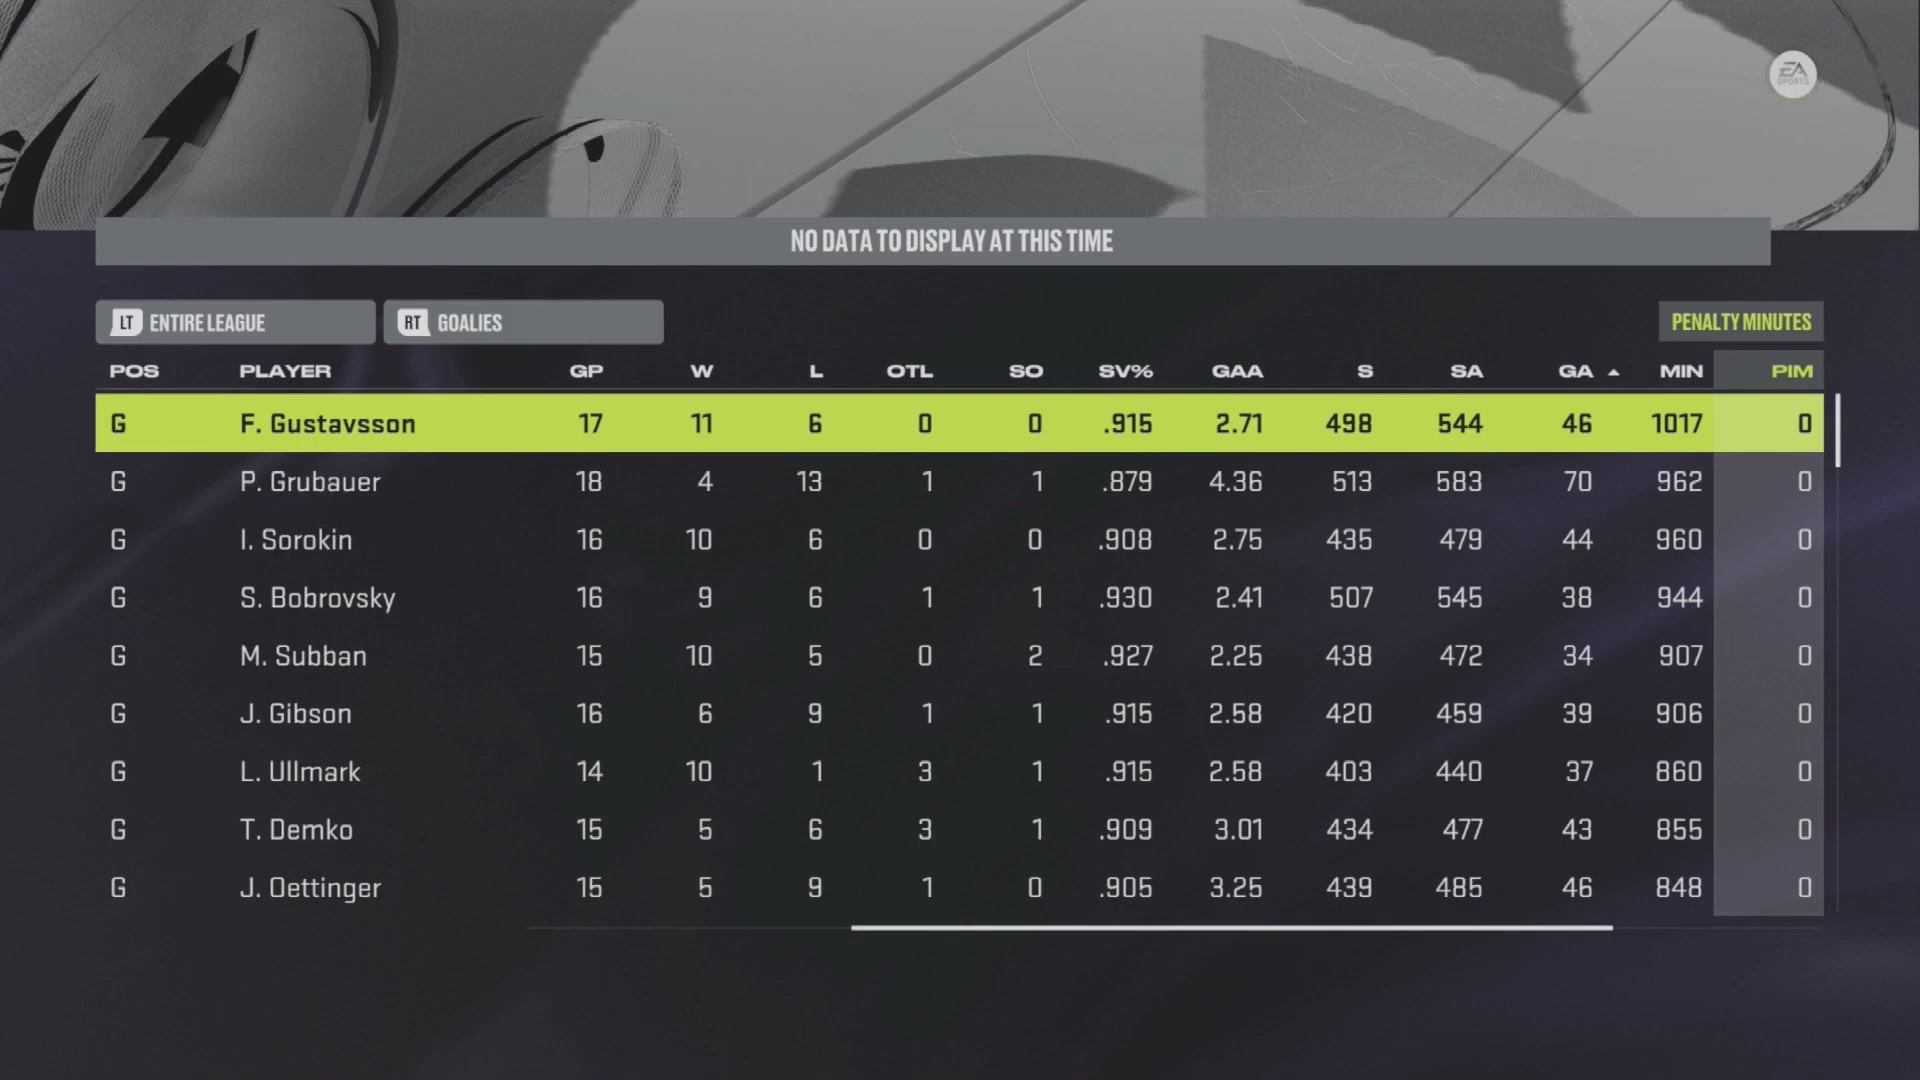 EA
SPORTS
NO DATA TO DISPLAY AT THIS TIME
LT ENTIRE LEAGUE RT GOALIES PENALTY MINUTES
POS PLAYER GP W L OTL SO SV% GAA S SA GA MIN PIM
G F. Gustavsson 17 11 6 0 0 .915 2.71 498 544 46 1017 0
G P. Grubauer 18 4 13 1 1 .879 4.36 513 583 70 962 0
G I. Sorokin 16 10 6 0 0 .908 2.75 435 479 44 960 0
G S. Bobrovsky 16 9 6 1 1 .930 2.41 507 545 38 944 0
G M. Subban 15 10 5 0 2 .927 2.25 438 472 34 907 0
G J. Gibson 16 6 9 1 1 .915 2.58 420 459 39 906 0
G L. Ullmark 14 10 1 3 1 .915 2.58 403 440 37 860 0
G T. Demko 15 5 6 3 1 .909 3.01 434 477 43 855 0
G J. Oettinger 15 5 9 1 0 .905 3.25 439 485 46 848 0